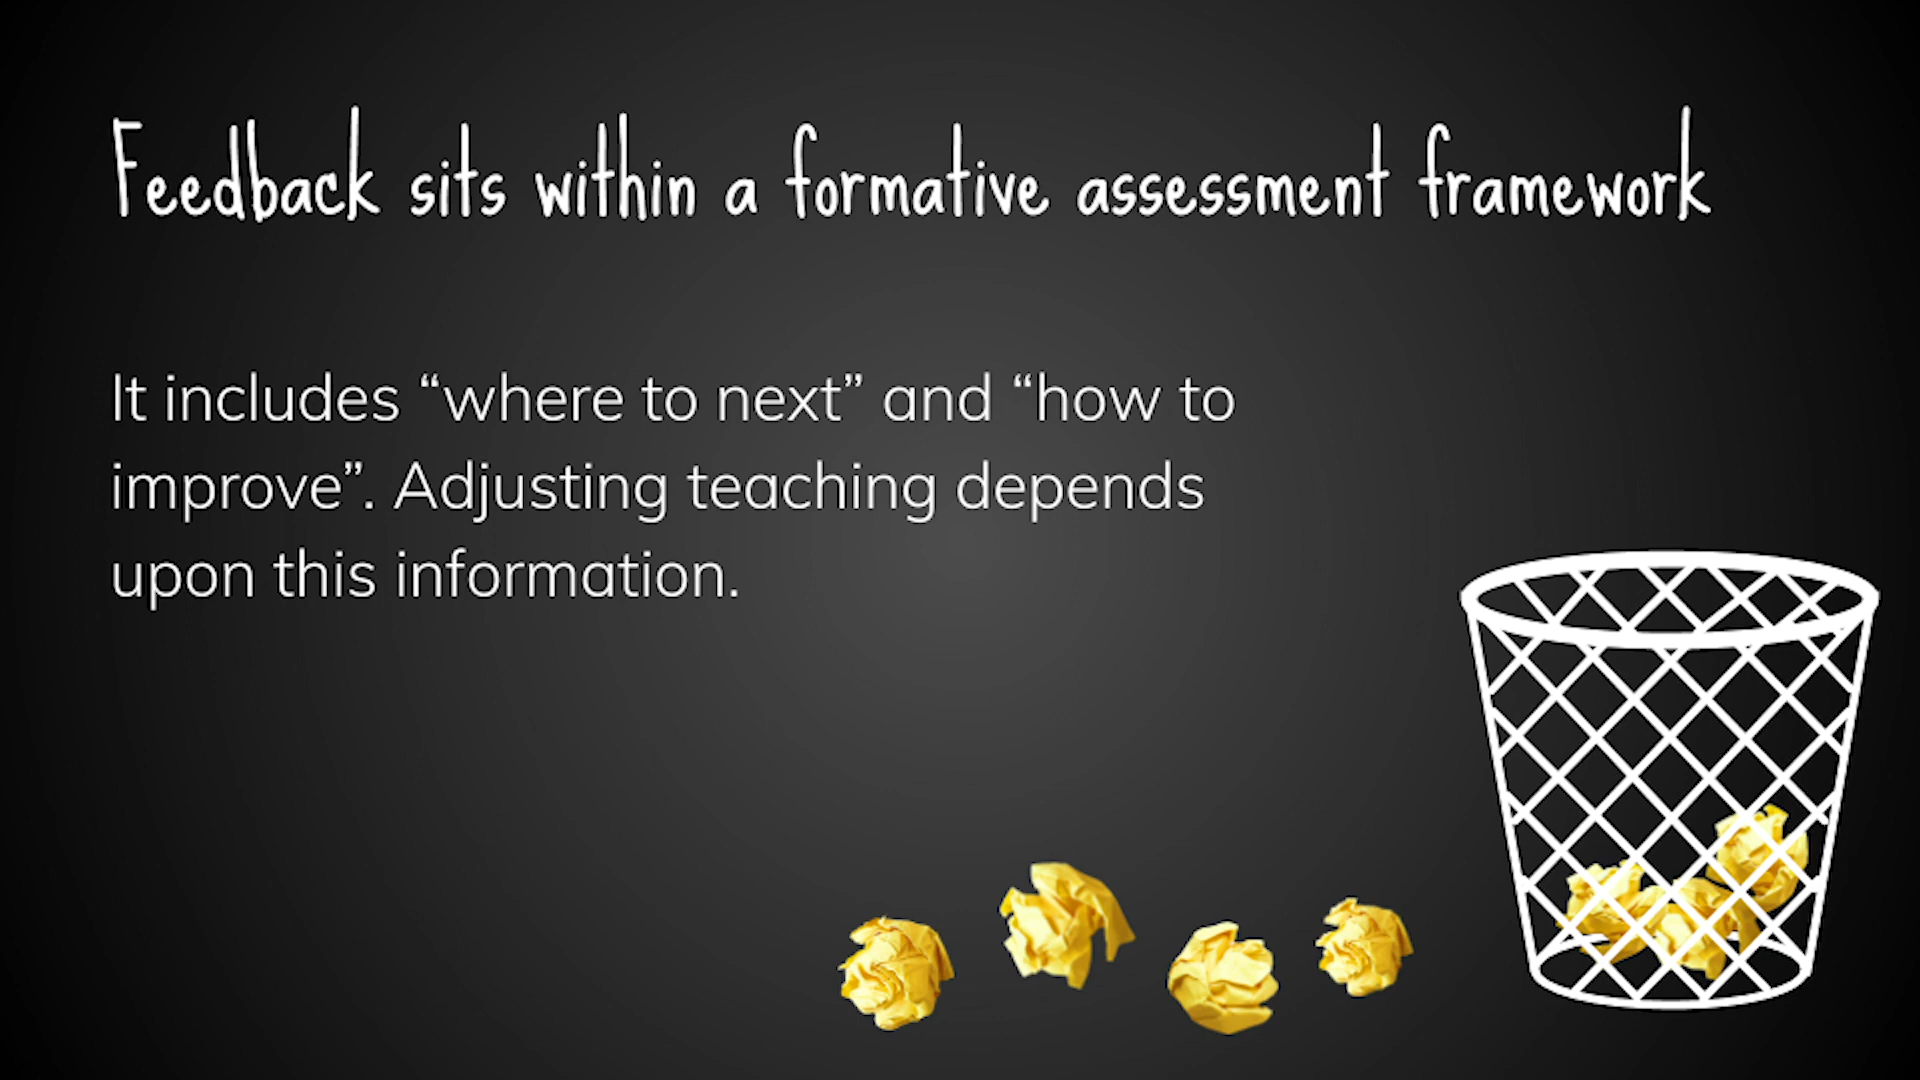 Feedback sits within a formative assessment framework
It includes “where to next” and “how to
improve”. Adjusting teaching depends
upon this information.